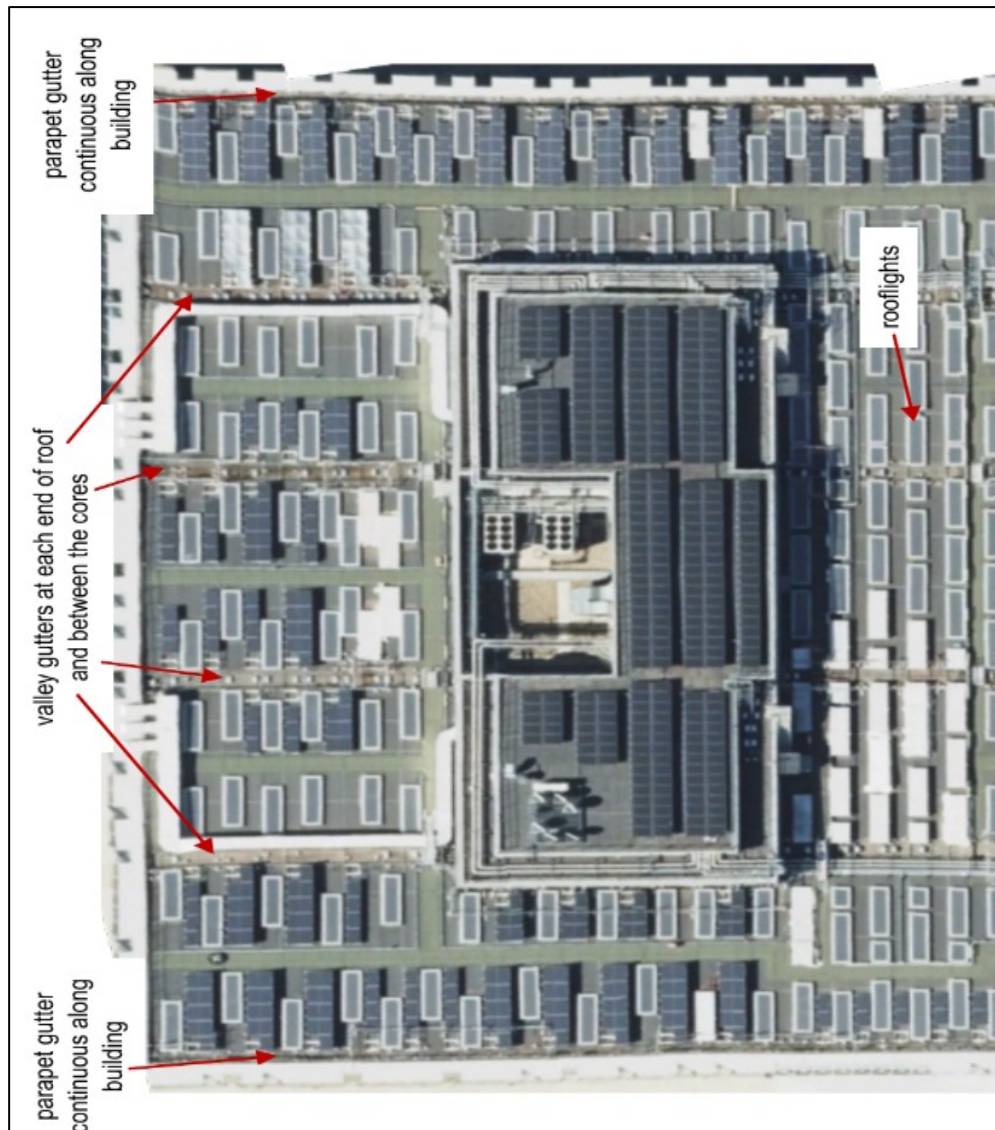 parapet gutter
continuous along
building
valley gutters at each end of roof
and between the cores
parapet gutter
continuous along
building
rooflights